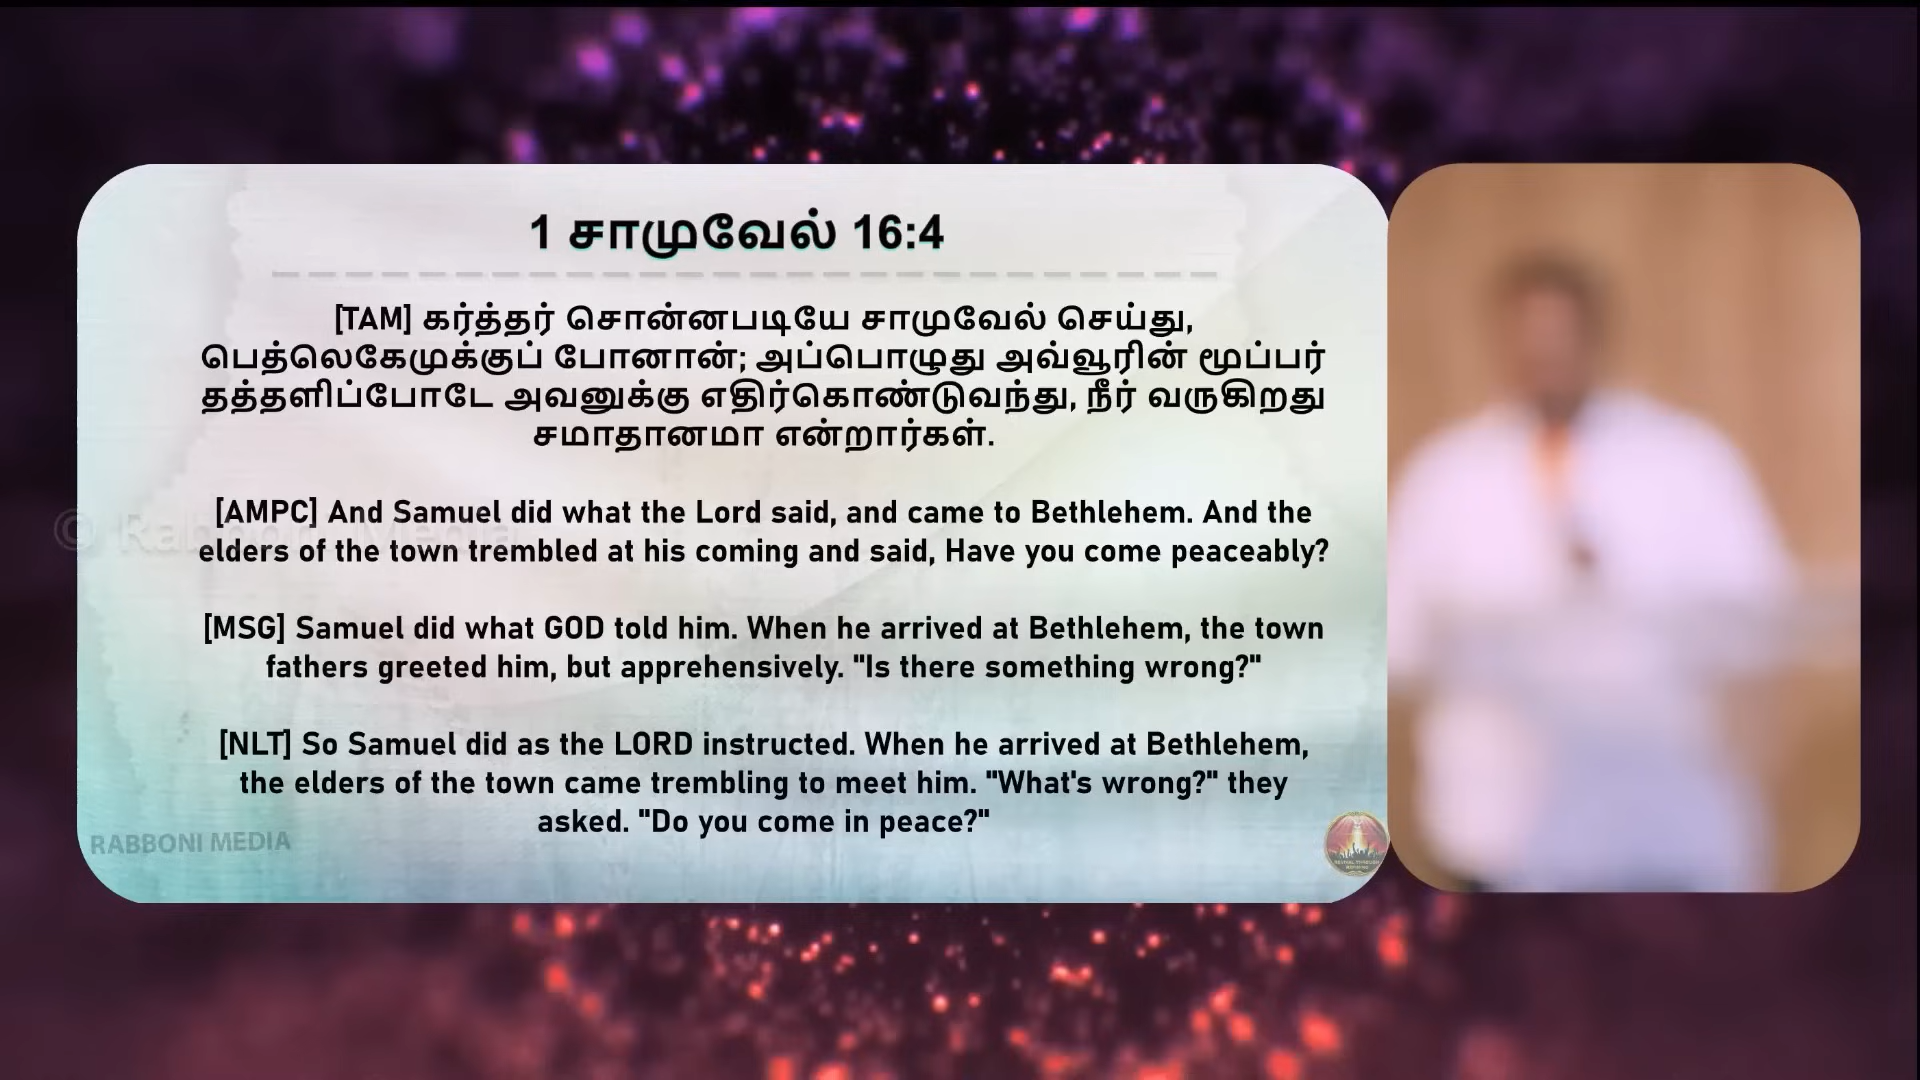 1 சாமுவேல் 16:4
[TAM] கர்த்தர் சொன்னபடியே சாமுவேல் செய்து,
பெத்லெகேமுக்குப் போனான்; அப்பொழுது அவ்வூரின் மூப்பர்
தத்தளிப்போடே அவனுக்கு எதிர்கொண்டுவந்து, நீர் வருகிறது
சமாதானமா என்றார்கள்.
[AMPC] And Samuel did what the Lord said, and came to Bethlehem. And the
© Rabboni Media
elders of the town trembled at his coming and said, Have you come peaceably?
[MSG] Samuel did what GOD told him. When he arrived at Bethlehem, the town
fathers greeted him, but apprehensively. "Is there something wrong?"
[NLT] So Samuel did as the LORD instructed. When he arrived at Bethlehem,
the elders of the town came trembling to meet him. "What's wrong?" they
asked. "Do you come in peace?"
RABBONI MEDIA